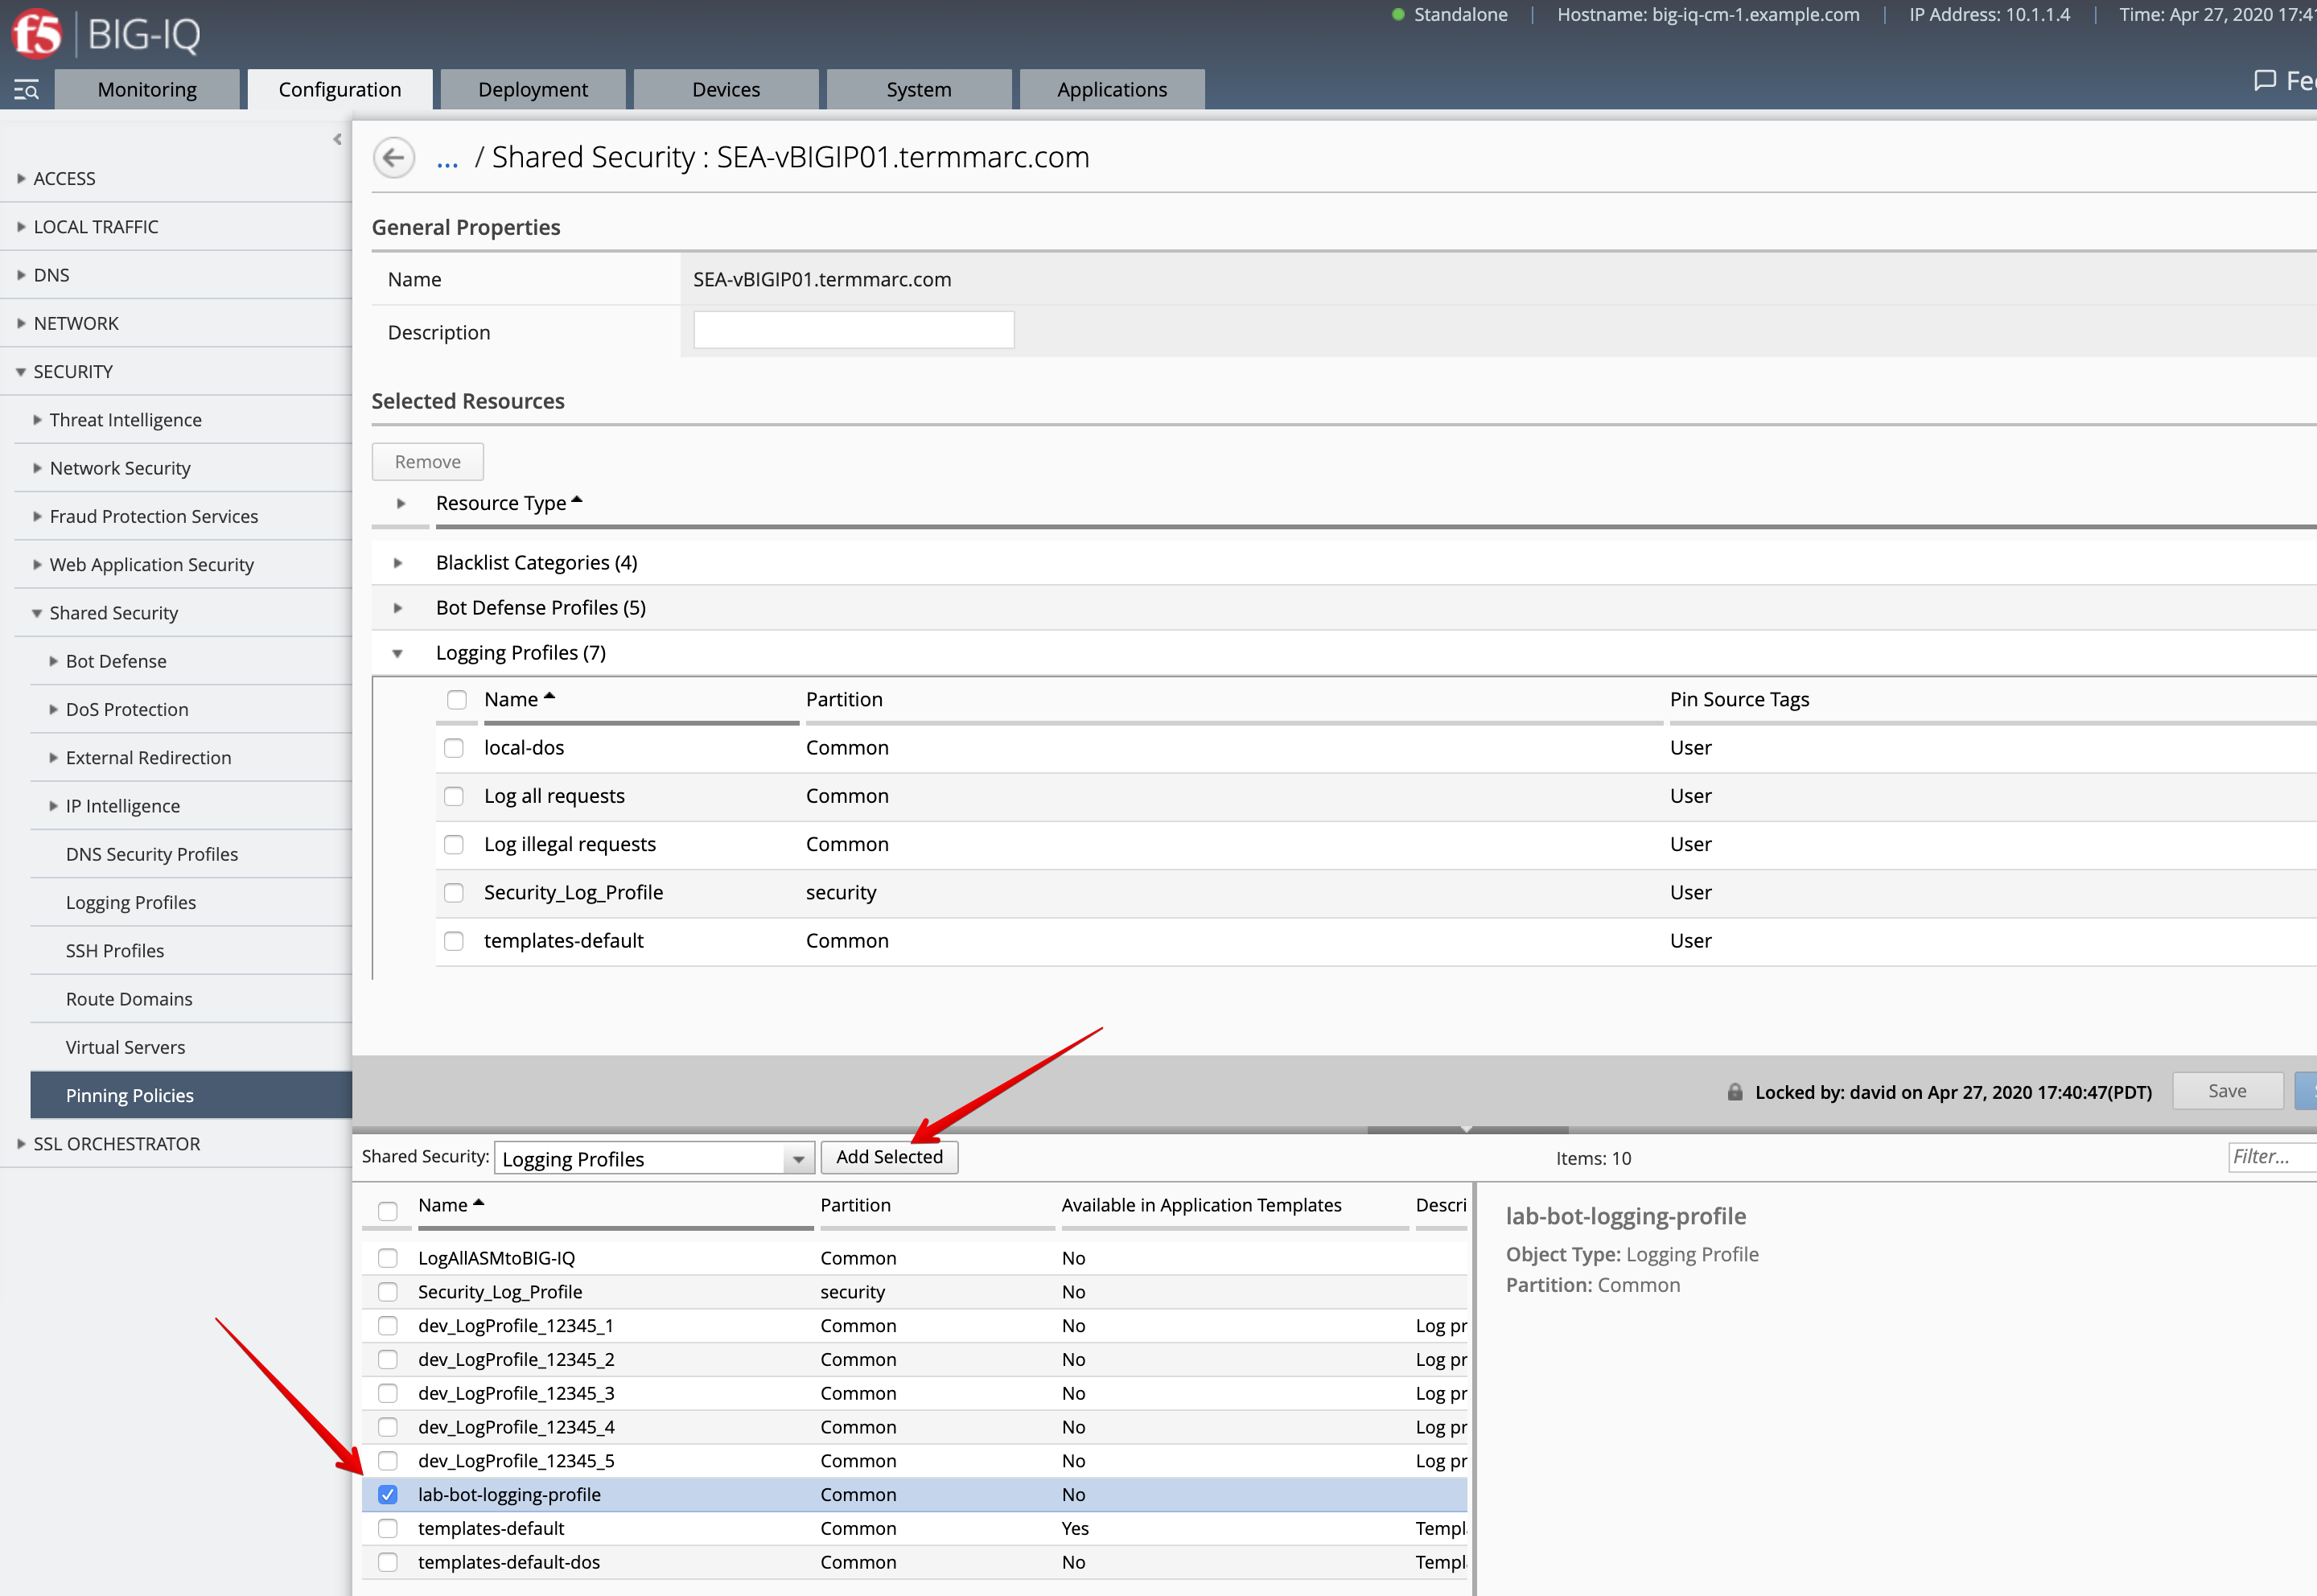 Standalone | Hostname: big-iq-cm-1.example.com | IP Address: 10.1.1.4 | Time: Apr 27, 2020
f5 BIG-IQ
Monitoring Configuration Deployment Devices System Applications
... / Shared Security : SEA-vBIGIP01.termmarc.com
ACCESS
LOCAL TRAFFIC
DNS
NETWORK
SECURITY
Threat Intelligence
Network Security
Fraud Protection Services
Web Application Security
Shared Security
Bot Defense
DoS Protection
External Redirection
IP Intelligence
DNS Security Profiles
Logging Profiles
SSH Profiles
Route Domains
Virtual Servers
Pinning Policies
SSL ORCHESTRATOR
General Properties
Name SEA-vBIGIP01.termmarc.com
Description
Selected Resources
Remove
Resource Type
Blacklist Categories (4)
Bot Defense Profiles (5)
Logging Profiles (7)
Name Partition Pin Source Tags
local-dos Common User
Log all requests Common User
Log illegal requests Common User
Security_Log_Profile security User
templates-default Common User
Locked by: david on Apr 27, 2020 17:40:47(PDT) Save
Shared Security: Logging Profiles Add Selected Items: 10 Filter...
Name Partition Available in Application Templates Descri
LogAllASMtoBIG-IQ Common No
Security_Log_Profile security No
dev_LogProfile_12345_1 Common No Log pr
dev_LogProfile_12345_2 Common No Log pr
dev_LogProfile_12345_3 Common No Log pr
dev_LogProfile_12345_4 Common No Log pr
dev_LogProfile_12345_5 Common No Log pr
lab-bot-logging-profile Common No
templates-default Common Yes Templ
templates-default-dos Common No Templ
lab-bot-logging-profile
Object Type: Logging Profile
Partition: Common